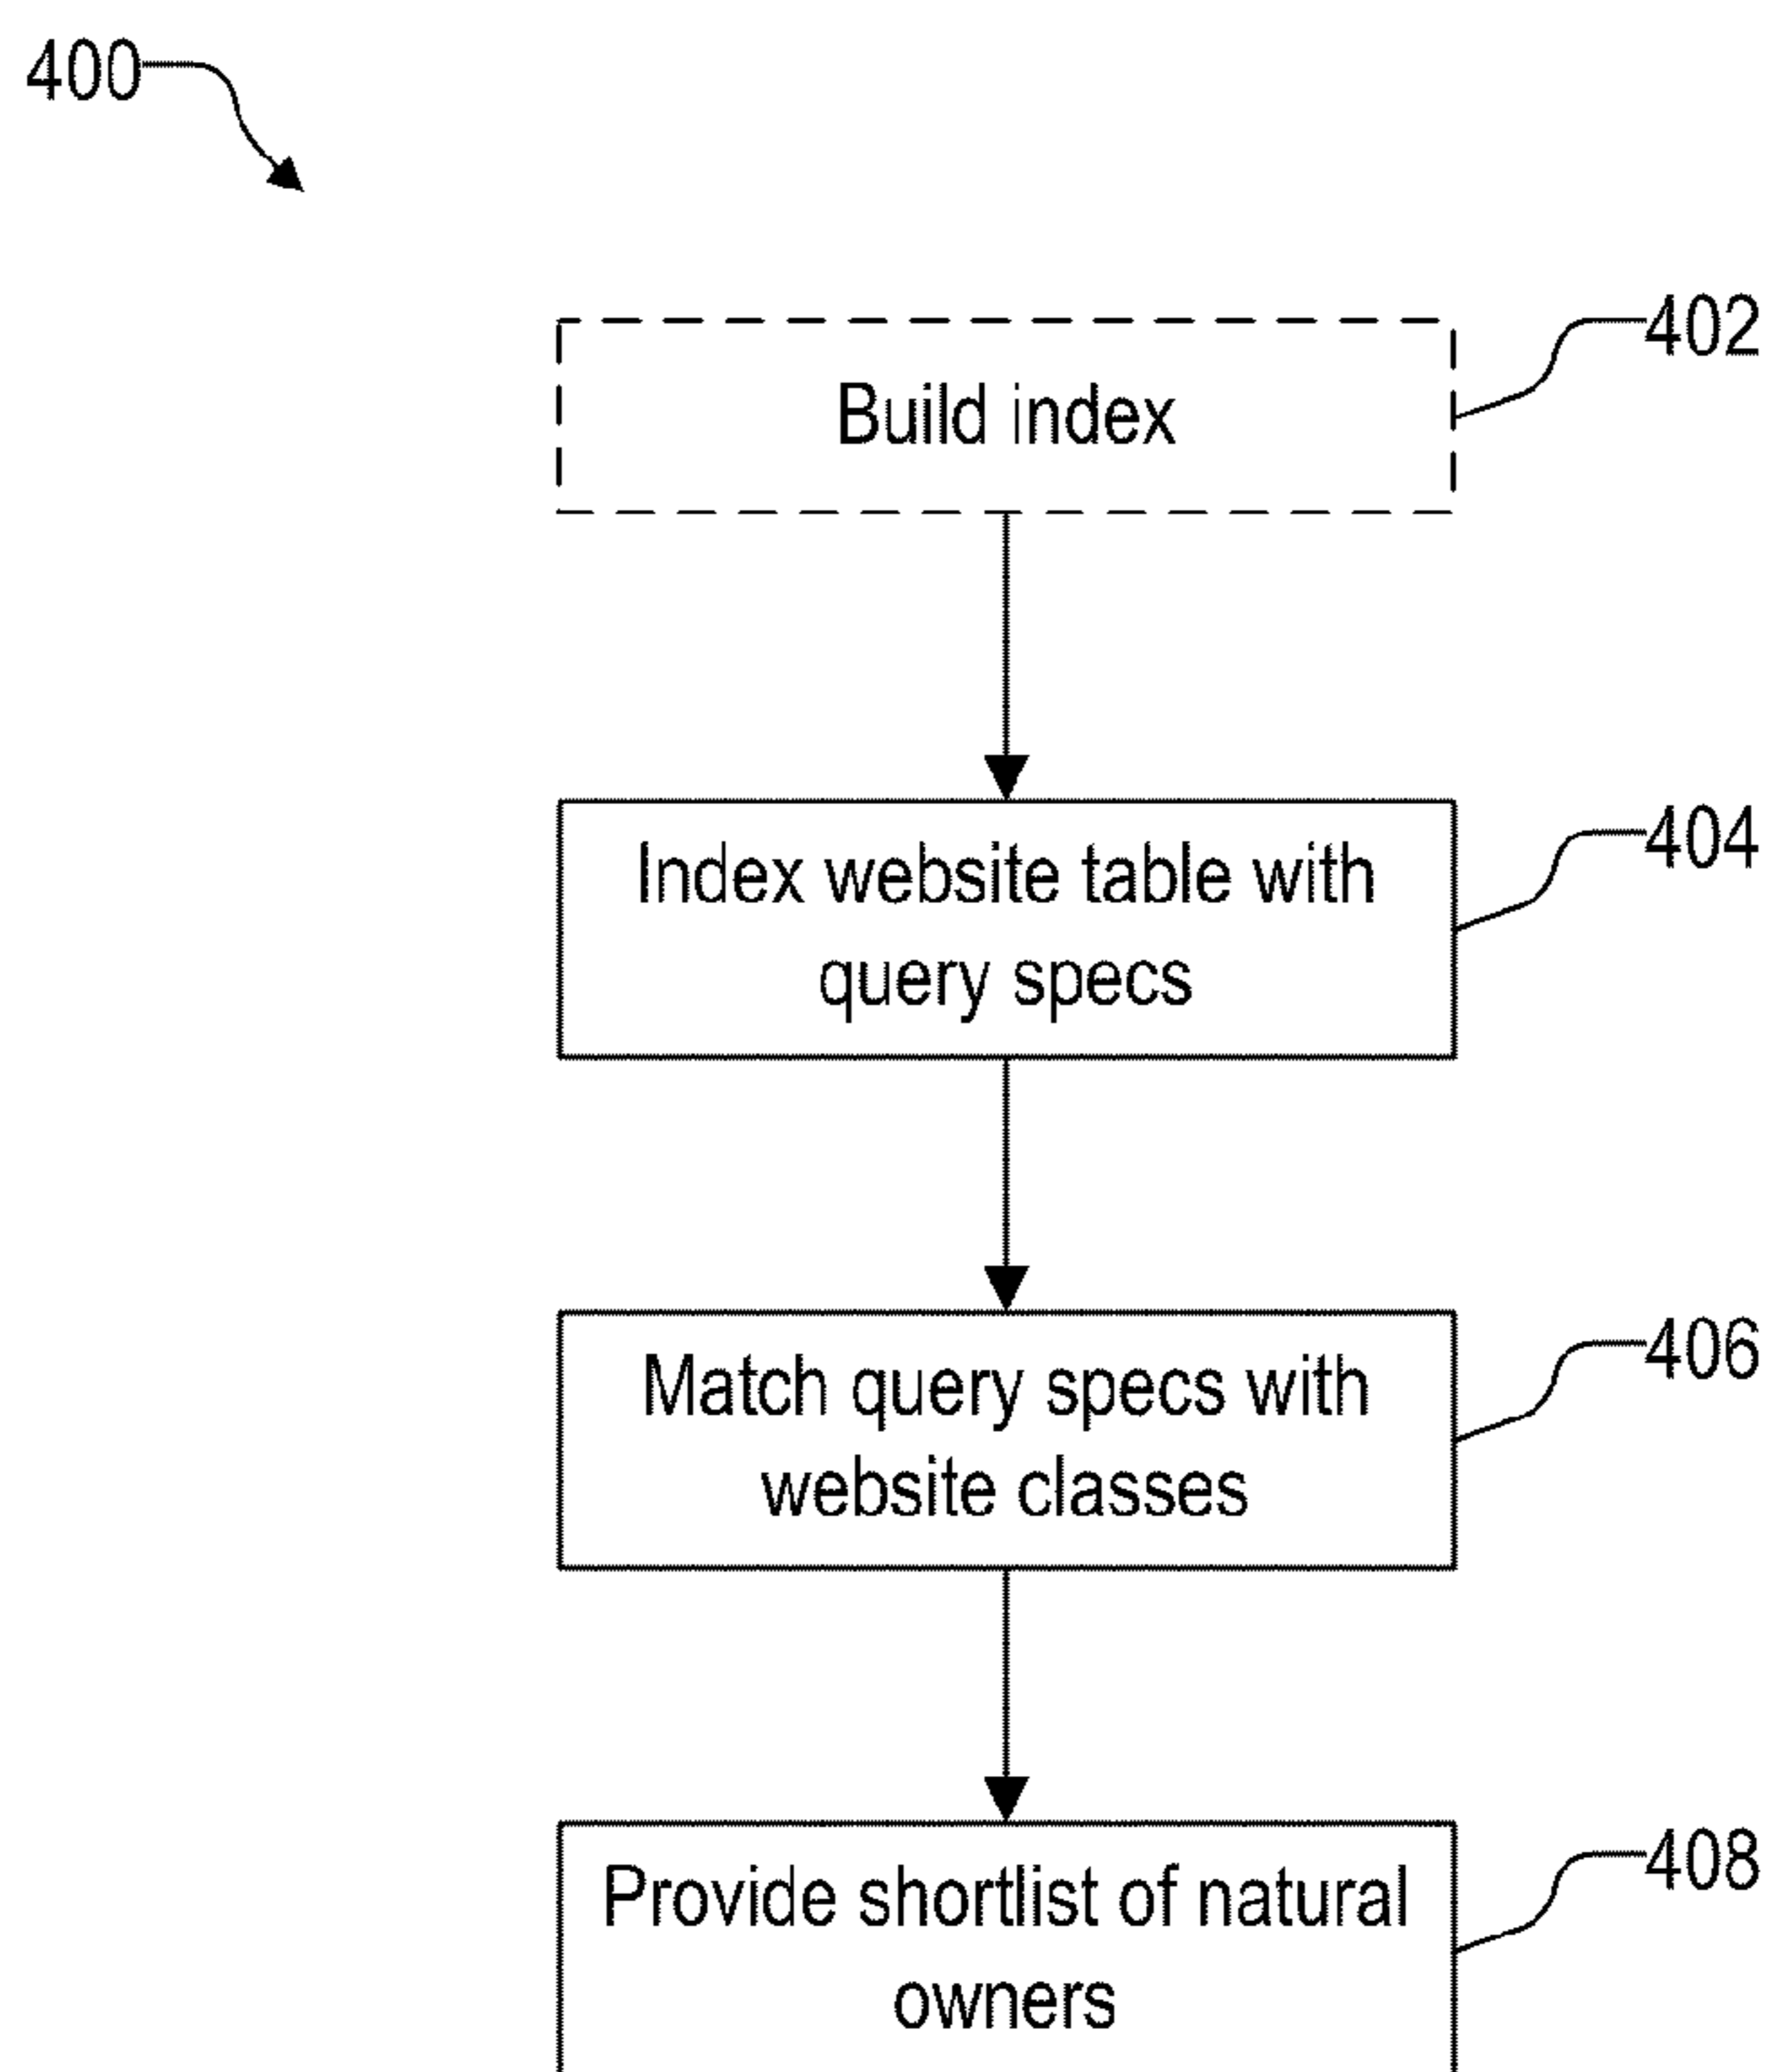 400
402
Build index
404
Index website table with
query specs
406
Match query specs with
website classes
408
Provide shortlist of natural
owners